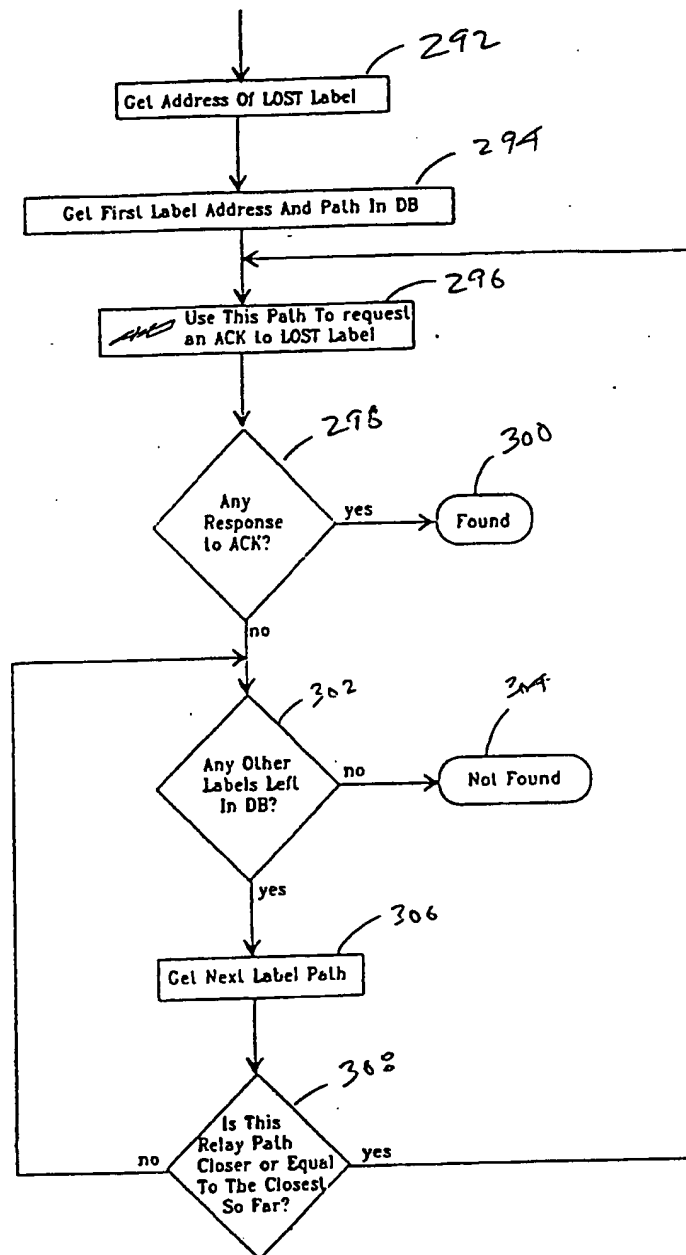 292
Get Address Of LOST Label
294
Get First Label Address And Path In DB
296
Use This Path To request
an ACK to LOST Label
298
300
Any
Response
to ACK?
yes
Found
no
302
304
Any Other
Labels Left
In DB?
no
Not Found
yes
306
Get Next Label Path
308
Is This
Relay Path
Closer or Equal
To The Closest
So Far?
no
yes